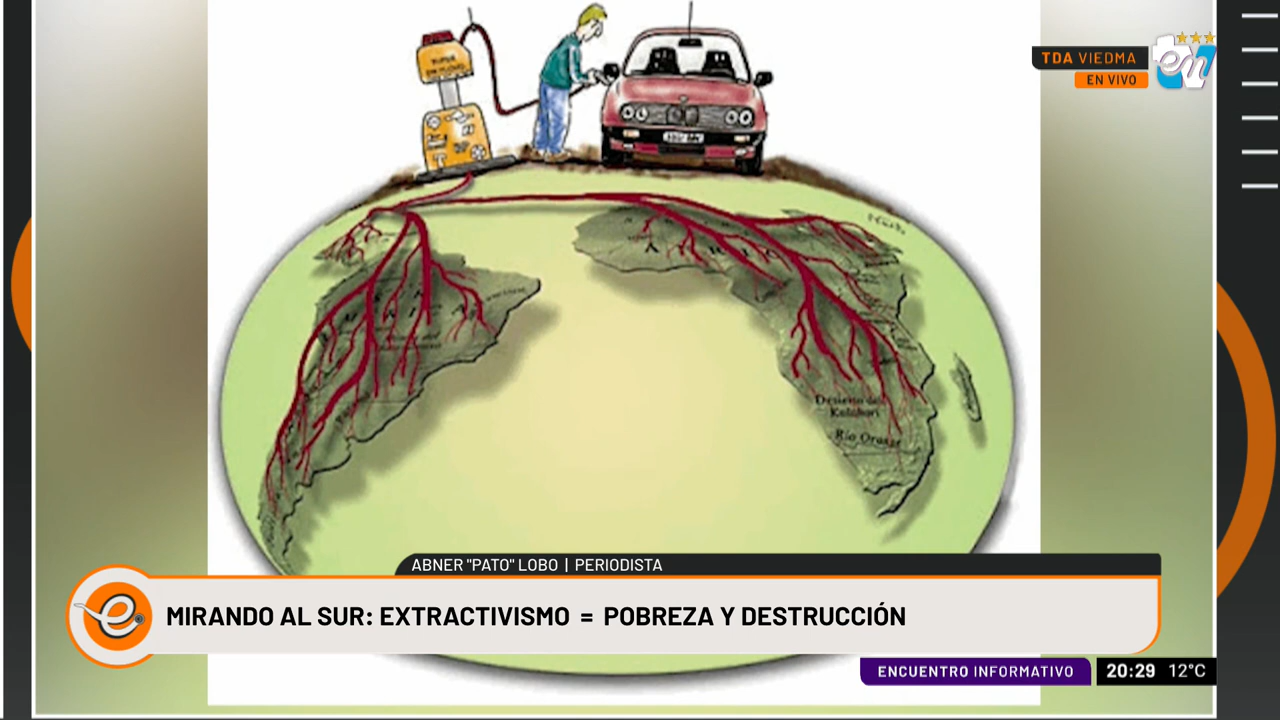 TDA VIEDMA
EN VIVO
Desierto de
Kalahari
Río Orange
ABNER "PATO" LOBO | PERIODISTA
MIRANDO AL SUR: EXTRACTIVISMO = POBREZA Y DESTRUCCIÓN
ENCUENTRO INFORMATIVO
20:29 12°C